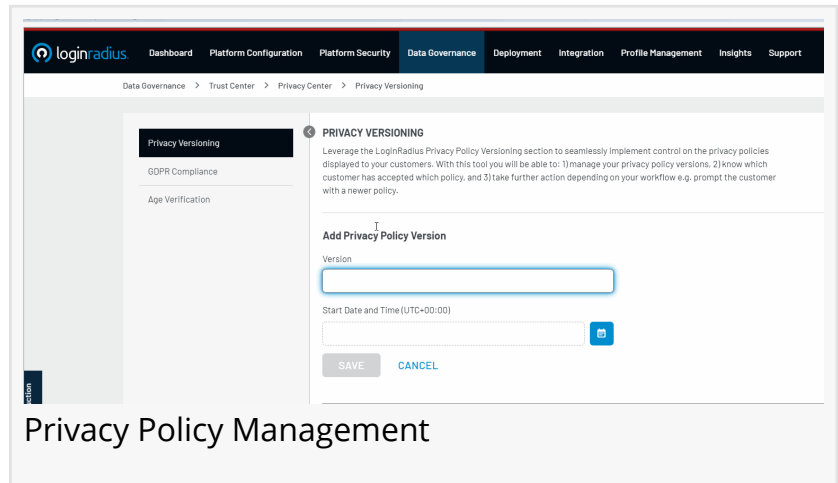 loginradius
Dashboard Platform Configuration Platform Security Data Governance Deployment Integration Profile Management Insights Support
Data Governance > Trust Center > Privacy Center > Privacy Versioning
Privacy Versioning
GDPR Compliance
Age Verification
PRIVACY VERSIONING
Leverage the LoginRadius Privacy Policy Versioning section to seamlessly implement control on the privacy policies
displayed to your customers. With this tool you will be able to: 1) manage your privacy policy versions, 2) know which
customer has accepted which policy, and 3) take further action depending on your workflow e.g. prompt the customer
with a newer policy.
Add Privacy Policy Version
Version
Start Date and Time (UTC+00:00)
SAVE CANCEL
ction
Privacy Policy Management